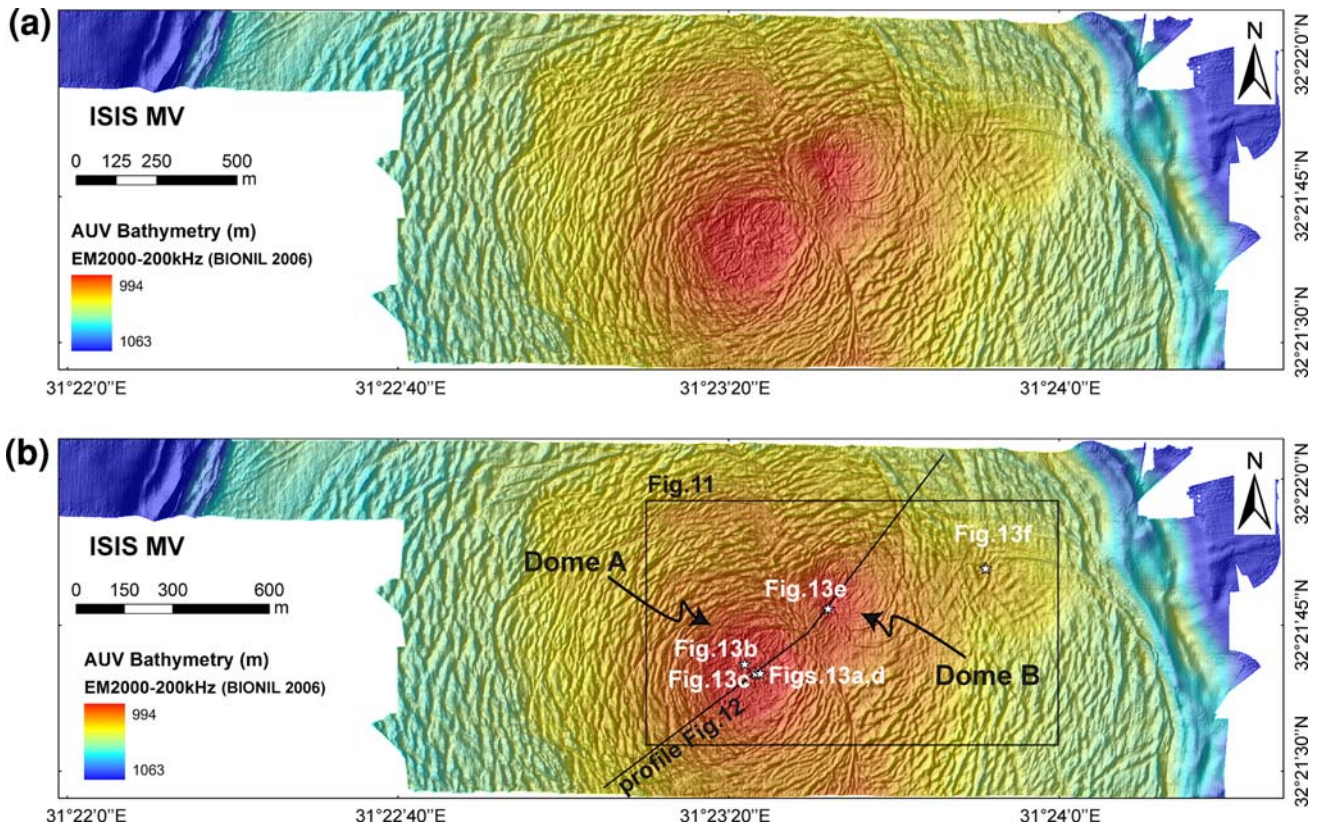 (a)
N
32°22'0"N
ISIS MV
0 125 250 500
m
32°21'45"N
AUV Bathymetry (m)
EM2000-200kHz (BIONIL 2006)
994
1063
32°21'30"N
31°22'0"E 31°22'40"E 31°23'20"E 31°24'0"E
(b)
N
Fig.11
32°22'0"N
ISIS MV
Fig.13f
Dome A
0 150 300 600
m
Fig.13e
32°21'45"N
Fig.13b
Fig.13c Figs.13a,d
Dome B
AUV Bathymetry (m)
EM2000-200kHz (BIONIL 2006)
994
1063
profile Fig.12
32°21'30"N
31°22'0"E 31°22'40"E 31°23'20"E 31°24'0"E